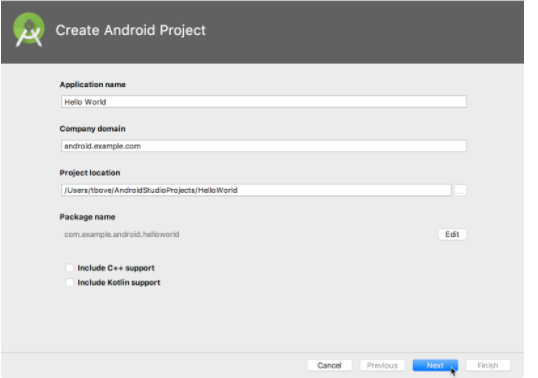 Create Android Project
Application name
Hello World
Company domain
android.example.com
Project location
/Users/tbove/AndroidStudioProjects/HelloWorld
...
Package name
com.example.android.helloworld
Edit
Include C++ support
Include Kotlin support
Cancel Previous Next Finish